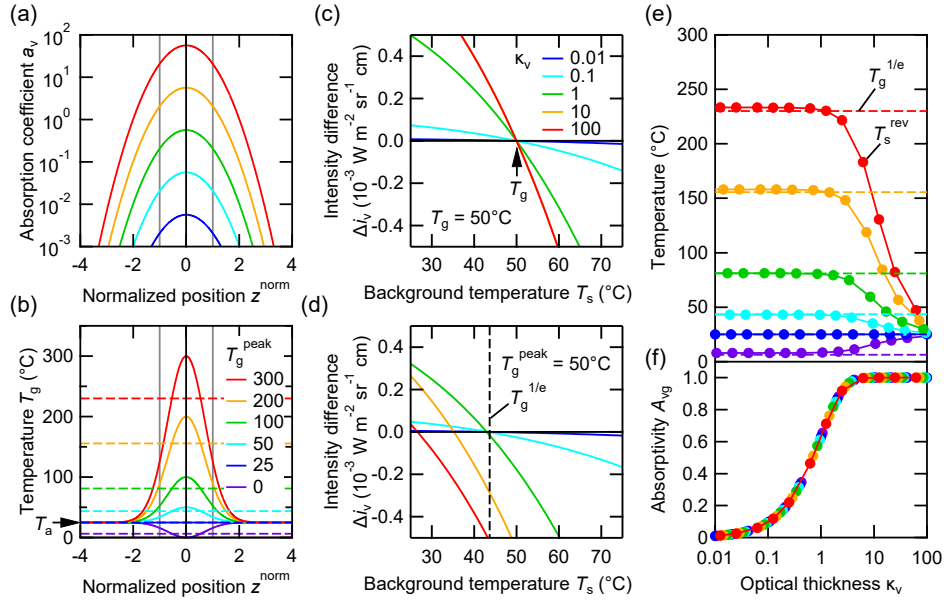 (a)
Absorption coefficient aᵥ
10²
10¹
10⁰
10⁻¹
10⁻²
10⁻³
-4 -2 0 2 4
Normalized position z^norm
(b)
Temperature T_g (°C)
300
200
100
0
T_a
T_g^peak
300
200
100
50
25
0
-4 -2 0 2 4
Normalized position z^norm
(c)
Intensity difference
Δiᵥ (10⁻³ W m⁻² sr⁻¹ cm)
0.4
0.2
0.0
-0.2
-0.4
κᵥ
0.01
0.1
1
10
100
T_g
T_g = 50°C
30 40 50 60 70
Background temperature T_s (°C)
(d)
Intensity difference
Δiᵥ (10⁻³ W m⁻² sr⁻¹ cm)
0.4
0.2
0.0
-0.2
-0.4
T_g^peak = 50°C
T_g^1/e
30 40 50 60 70
Background temperature T_s (°C)
(e)
Temperature (°C)
300
250
200
150
100
50
0
T_g^1/e
T_s^rev
(f)
Absorptivity A_vg
1.0
0.8
0.6
0.4
0.2
0.0
0.01 0.1 1 10 100
Optical thickness κᵥ